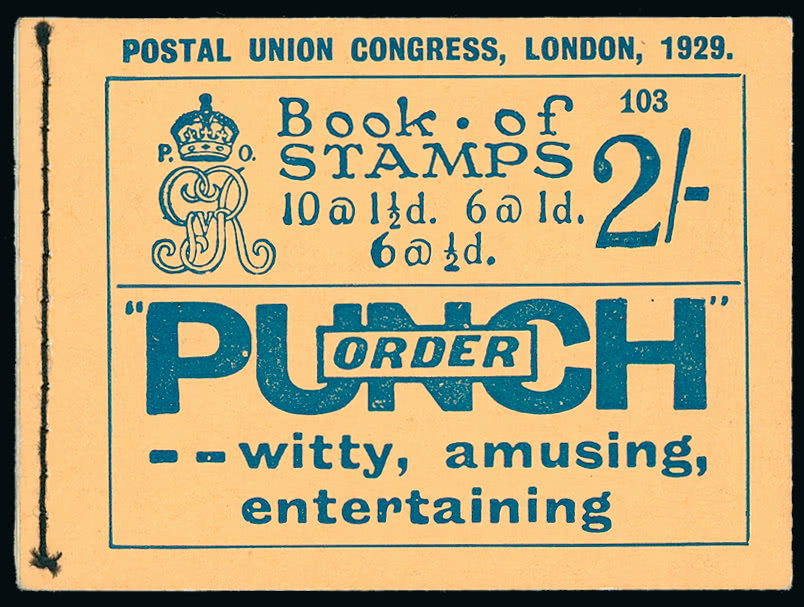 POSTAL UNION CONGRESS, LONDON, 1929.
Book · of 103
P. O.
STAMPS 2/-
GR
10 @ 1½d. 6 @ 1d.
6 @ ½d.
"PUNCH"
ORDER
--witty, amusing,
entertaining